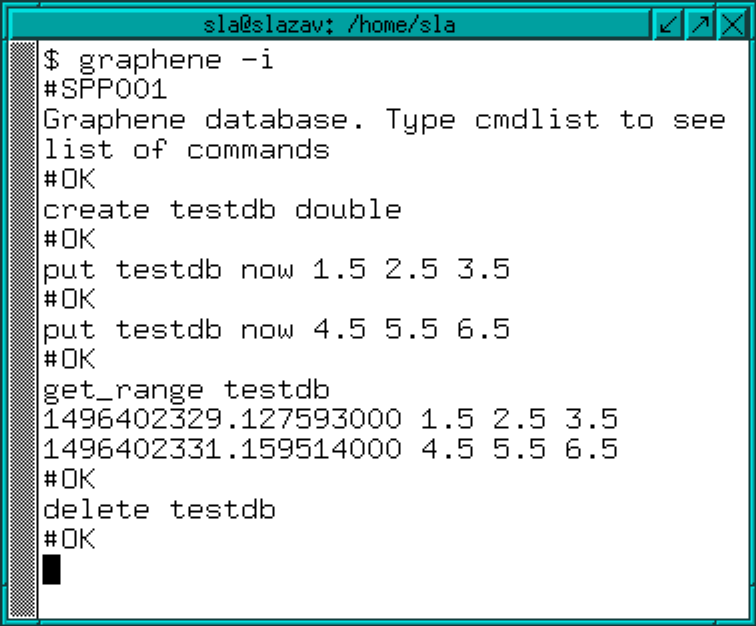 sla@slazav: /home/sla
$ graphene -i
#SPP001
Graphene database. Type cmdlist to see
list of commands
#OK
create testdb double
#OK
put testdb now 1.5 2.5 3.5
#OK
put testdb now 4.5 5.5 6.5
#OK
get_range testdb
1496402329.127593000 1.5 2.5 3.5
1496402331.159514000 4.5 5.5 6.5
#OK
delete testdb
#OK